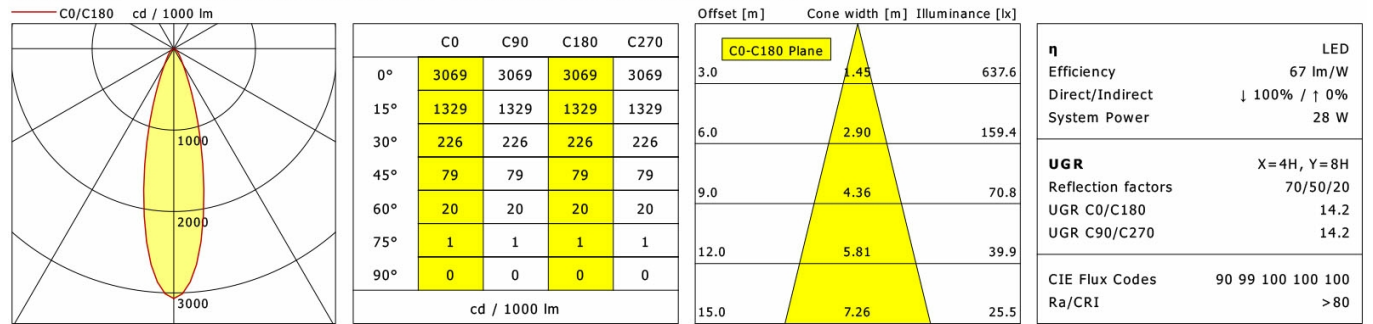 C0/C180 cd / 1000 lm
1000
2000
3000
C0 C90 C180 C270
0° 3069 3069 3069 3069
15° 1329 1329 1329 1329
30° 226 226 226 226
45° 79 79 79 79
60° 20 20 20 20
75° 1 1 1 1
90° 0 0 0 0
cd / 1000 lm
Offset [m] Cone width [m] Illuminance [lx]
C0-C180 Plane
3.0 1.45 637.6
6.0 2.90 159.4
9.0 4.36 70.8
12.0 5.81 39.9
15.0 7.26 25.5
η LED
Efficiency 67 lm/W
Direct/Indirect ↓ 100% / ↑ 0%
System Power 28 W
UGR X=4H, Y=8H
Reflection factors 70/50/20
UGR C0/C180 14.2
UGR C90/C270 14.2
CIE Flux Codes 90 99 100 100 100
Ra/CRI >80